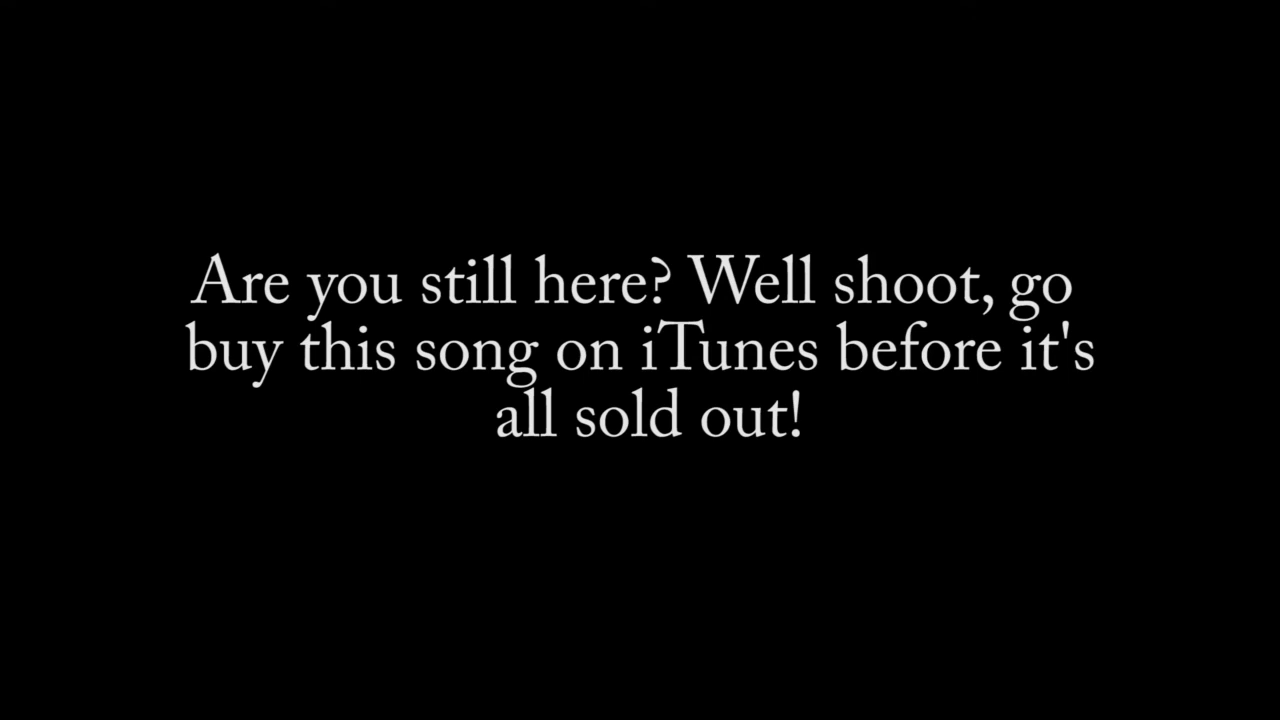 Are you still here? Well shoot, go
buy this song on iTunes before it's
all sold out!